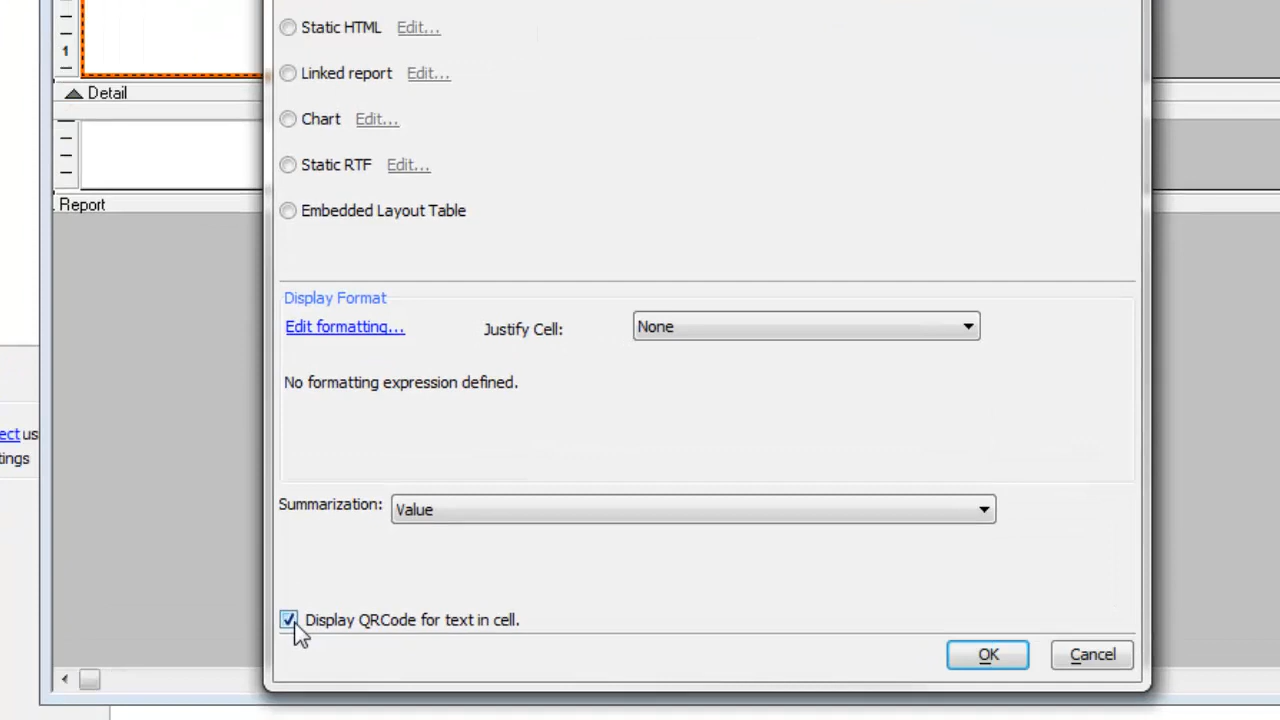 Static HTML Edit...
1
Linked report Edit...
Detail
Chart Edit...
Static RTF Edit...
Report
Embedded Layout Table
Display Format
Edit formatting... Justify Cell: None
No formatting expression defined.
ect us
tings
Summarization: Value
Display QRCode for text in cell.
OK Cancel